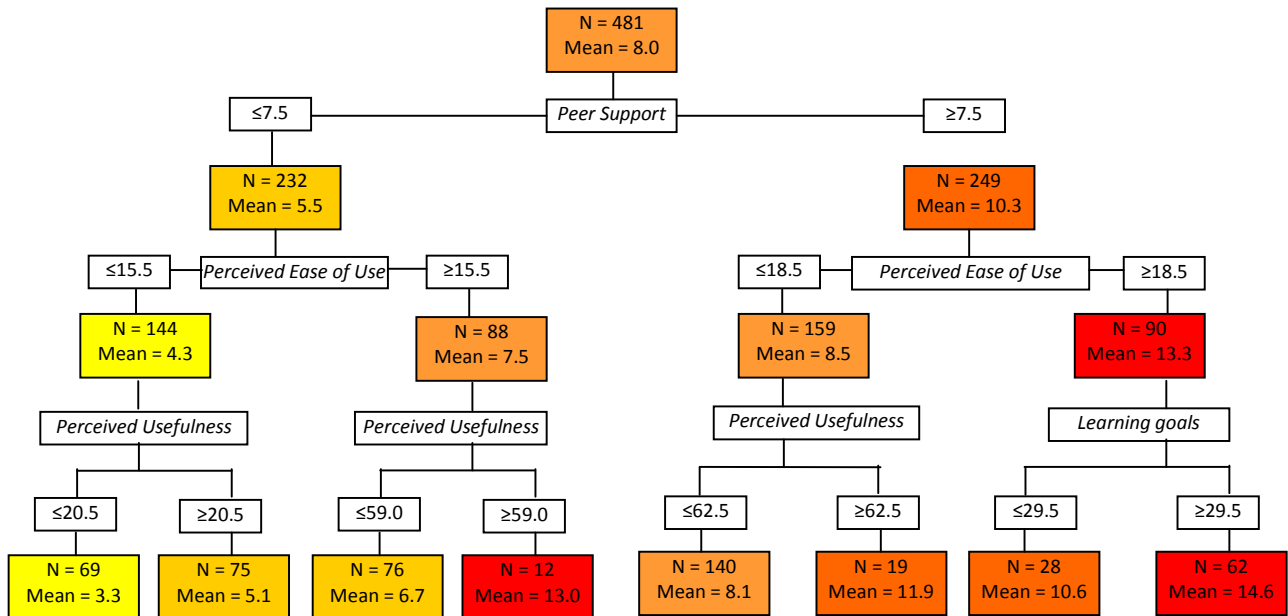 N = 481
Mean = 8.0
≤7.5
Peer Support
≥7.5
N = 232
Mean = 5.5
N = 249
Mean = 10.3
≤15.5
Perceived Ease of Use
≥15.5
≤18.5
Perceived Ease of Use
≥18.5
N = 144
Mean = 4.3
N = 88
Mean = 7.5
N = 159
Mean = 8.5
N = 90
Mean = 13.3
Perceived Usefulness
Perceived Usefulness
Perceived Usefulness
Learning goals
≤20.5
≥20.5
≤59.0
≥59.0
≤62.5
≥62.5
≤29.5
≥29.5
N = 69
Mean = 3.3
N = 75
Mean = 5.1
N = 76
Mean = 6.7
N = 12
Mean = 13.0
N = 140
Mean = 8.1
N = 19
Mean = 11.9
N = 28
Mean = 10.6
N = 62
Mean = 14.6